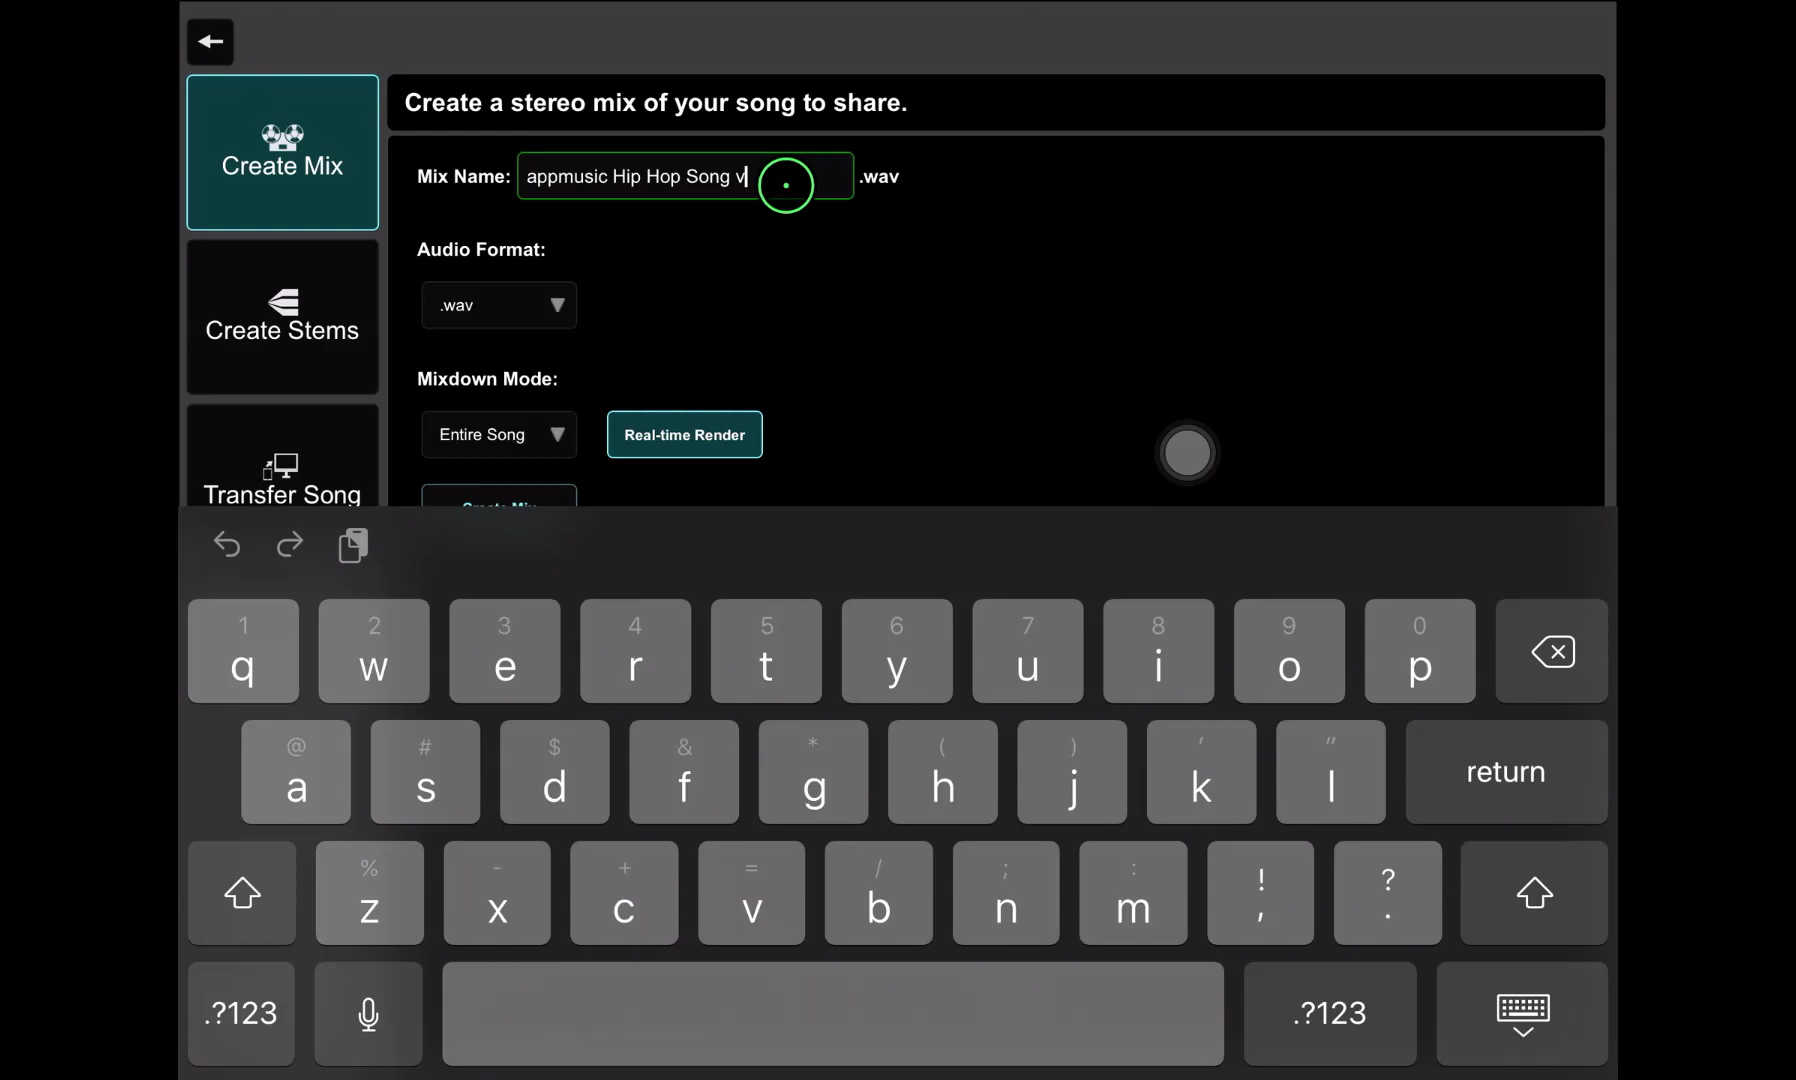 Create a stereo mix of your song to share.
Create Mix
Mix Name: appmusic Hip Hop Song v .wav
Audio Format:
.wav
Create Stems
Mixdown Mode:
Entire Song Real-time Render
Transfer Song
Create Mix
1 2 3 4 5 6 7 8 9 0
q w e r t y u i o p
@ # $ & * ( ) ' "
a s d f g h j k l return
% - + = / ; : ! ?
z x c v b n m , .
.?123 .?123